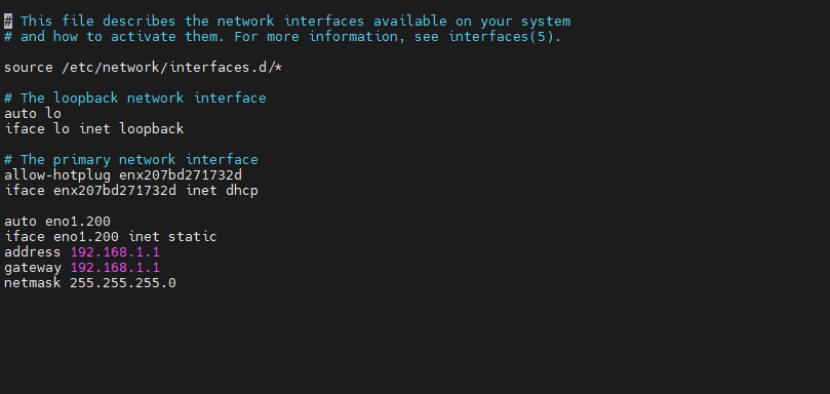 # This file describes the network interfaces available on your system
# and how to activate them. For more information, see interfaces(5).
source /etc/network/interfaces.d/*
# The loopback network interface
auto lo
iface lo inet loopback
# The primary network interface
allow-hotplug enx207bd271732d
iface enx207bd271732d inet dhcp
auto eno1.200
iface eno1.200 inet static
address 192.168.1.1
gateway 192.168.1.1
netmask 255.255.255.0